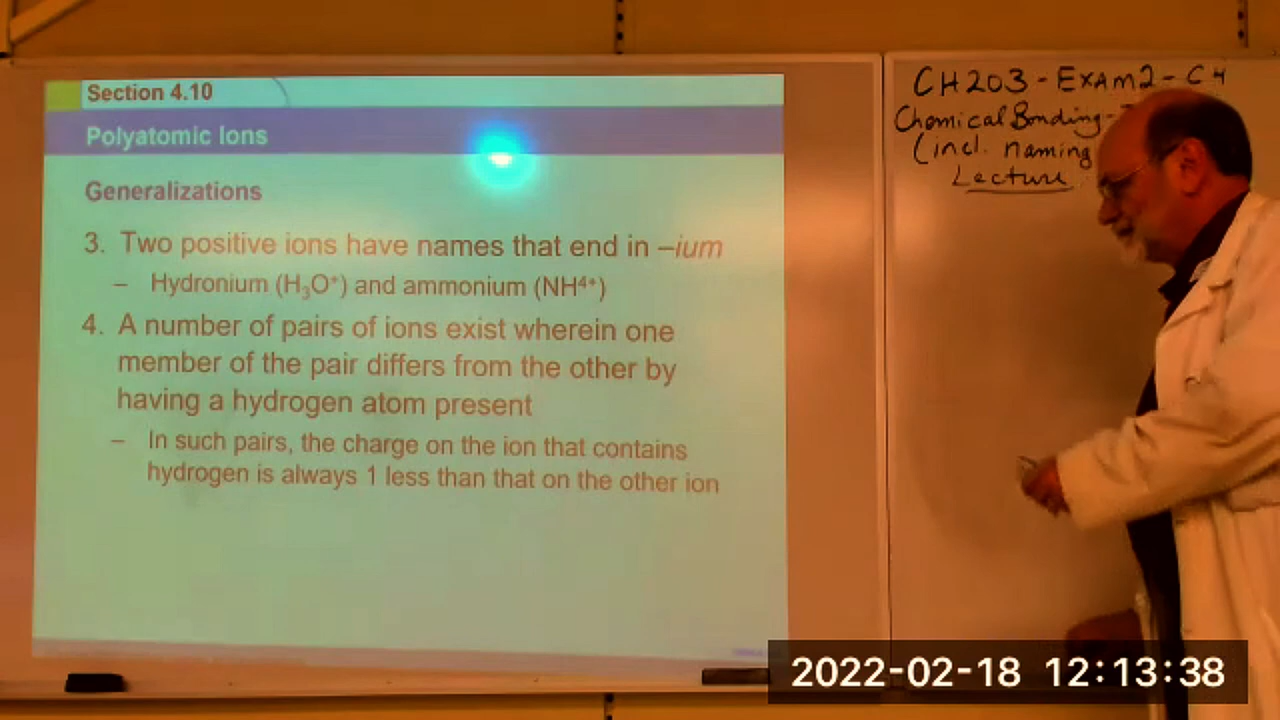 Section 4.10
Polyatomic Ions
Generalizations
3. Two positive ions have names that end in –ium
– Hydronium (H₃O⁺) and ammonium (NH⁴⁺)
4. A number of pairs of ions exist wherein one
member of the pair differs from the other by
having a hydrogen atom present
– In such pairs, the charge on the ion that contains
hydrogen is always 1 less than that on the other ion
CH203 - EXAM2 - C4
Chemical Bonding -
(incl. naming
Lecture
2022-02-18 12:13:38